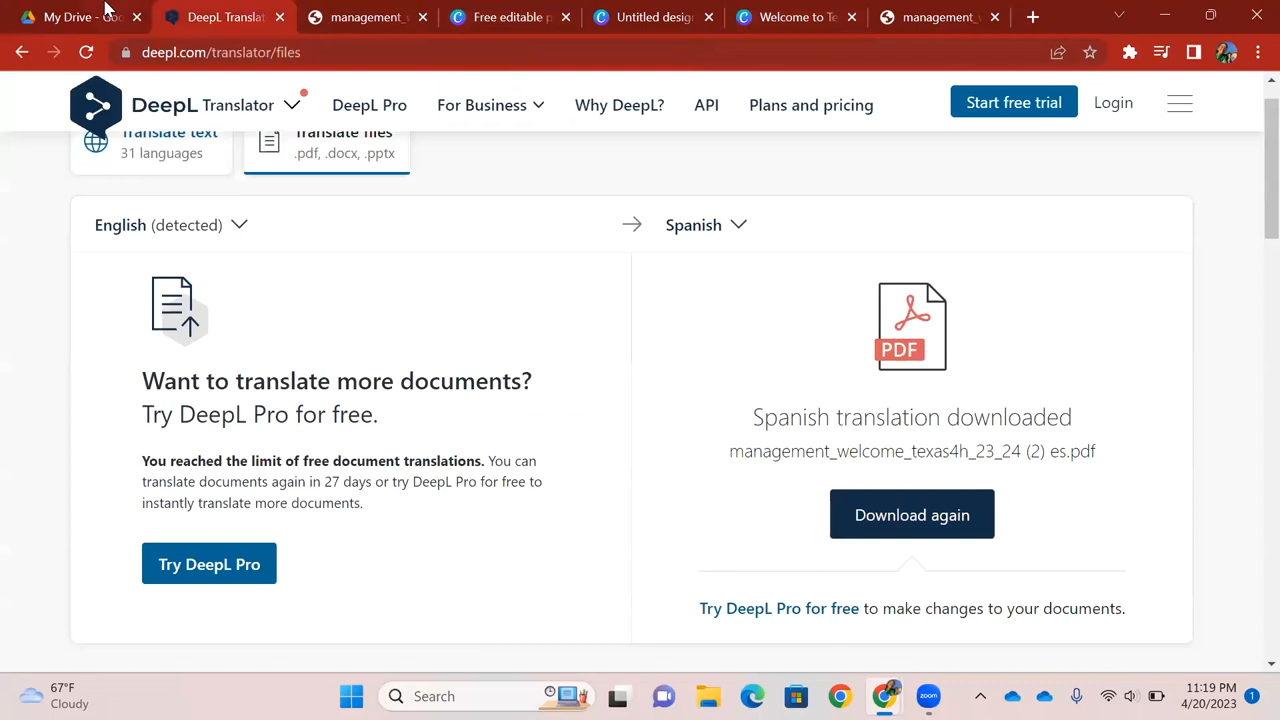 My Drive - Goo
DeepL Translat
management_
Free editable p
Untitled desig
Welcome to Te
management_
deepl.com/translator/files
DeepL Translator
DeepL Pro
For Business
Why DeepL?
API
Plans and pricing
Start free trial
Login
Translate text
31 languages
Translate files
.pdf, .docx, .pptx
English (detected)
Spanish
Want to translate more documents?
Try DeepL Pro for free.
You reached the limit of free document translations. You can
translate documents again in 27 days or try DeepL Pro for free to
instantly translate more documents.
Try DeepL Pro
PDF
Spanish translation downloaded
management_welcome_texas4h_23_24 (2) es.pdf
Download again
Try DeepL Pro for free to make changes to your documents.
67°F
Cloudy
Search
zoom
11:19 PM
4/20/2023
1